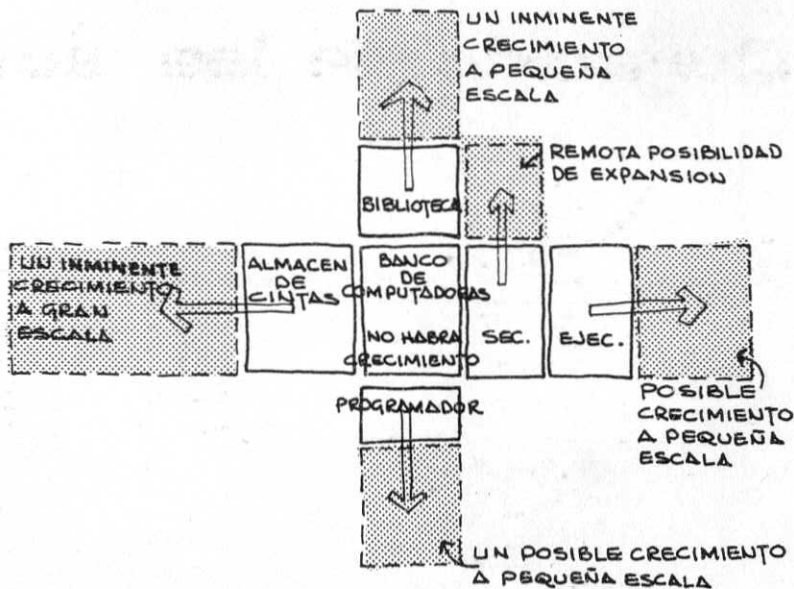 UN INMINENTE
CRECIMIENTO
A PEQUEÑA
ESCALA
REMOTA POSIBILIDAD
DE EXPANSION
BIBLIOTECA
UN INMINENTE
CRECIMIENTO
A GRAN
ESCALA
ALMACEN
DE
CINTAS
BANCO
DE
COMPUTADORAS
NO HABRA
CRECIMIENTO
SEC.
EJEC.
POSIBLE
CRECIMIENTO
A PEQUEÑA
ESCALA
PROGRAMADOR
UN POSIBLE CRECIMIENTO
A PEQUEÑA ESCALA